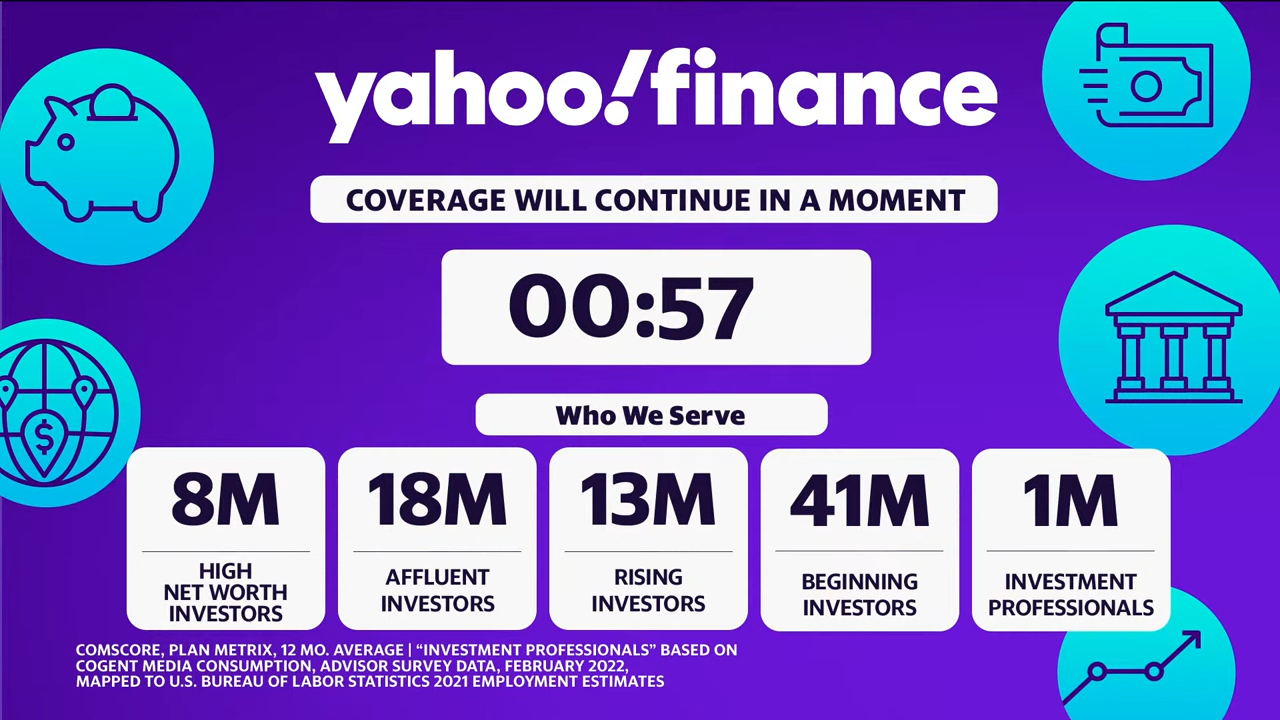 yahoo!finance
COVERAGE WILL CONTINUE IN A MOMENT
00:57
Who We Serve
8M
HIGH
NET WORTH
INVESTORS
18M
AFFLUENT
INVESTORS
13M
RISING
INVESTORS
41M
BEGINNING
INVESTORS
1M
INVESTMENT
PROFESSIONALS
$
COMSCORE, PLAN METRIX, 12 MO. AVERAGE | “INVESTMENT PROFESSIONALS” BASED ON
COGENT MEDIA CONSUMPTION, ADVISOR SURVEY DATA, FEBRUARY 2022,
MAPPED TO U.S. BUREAU OF LABOR STATISTICS 2021 EMPLOYMENT ESTIMATES